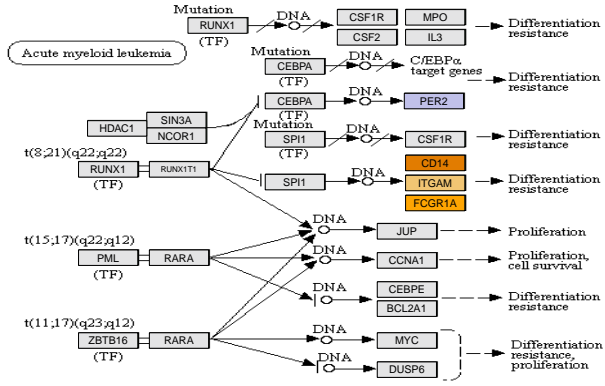 Mutation
RUNX1
(TF)
DNA
CSF1R
MPO
CSF2
IL3
Differentiation
resistance
Acute myeloid leukemia
Mutation
CEBPA
(TF)
DNA
C/EBPα
target genes
Differentiation
resistance
CEBPA
(TF)
DNA
PER2
HDAC1
SIN3A
NCOR1
Mutation
SPI1
(TF)
DNA
CSF1R
Differentiation
resistance
t(8;21)(q22;q22)
RUNX1
RUNX1T1
(TF)
SPI1
DNA
CD14
ITGAM
FCGR1A
Differentiation
resistance
DNA
JUP
Proliferation
t(15;17)(q22;q12)
PML
RARA
(TF)
DNA
CCNA1
Proliferation,
cell survival
DNA
CEBPE
BCL2A1
Differentiation
resistance
t(11;17)(q23;q12)
ZBTB16
RARA
(TF)
DNA
MYC
DNA
DUSP6
Differentiation
resistance,
proliferation